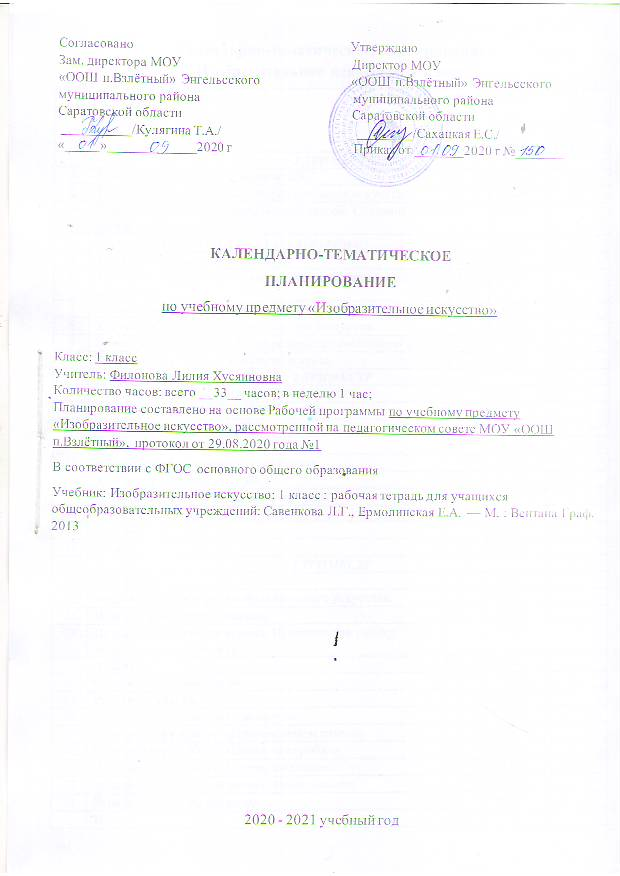 Согласовано
Зам. директора МОУ
«ООШ п.Взлётный» Энгельсского
муниципального района
Саратовской области
/Кулягина Т.А./
« 01 » 09 2020 г
Утверждаю
Директор МОУ
«ООШ п.Взлётный» Энгельсского
муниципального района
Саратовской области
/Сахацкая Е.С./
Приказ от 01.09 2020 г № 150
КАЛЕНДАРНО-ТЕМАТИЧЕСКОЕ
ПЛАНИРОВАНИЕ
по учебному предмету «Изобразительное искусство»
Класс: 1 класс
Учитель: Филонова Лилия Хусяиновна
Количество часов: всего __33__ часов; в неделю 1 час;
Планирование составлено на основе Рабочей программы по учебному предмету
«Изобразительное искусство», рассмотренной на педагогическом совете МОУ «ООШ
п.Взлётный», протокол от 29.08.2020 года №1
В соответствии с ФГОС основного общего образования
Учебник: Изобразительное искусство: 1 класс : рабочая тетрадь для учащихся
общеобразовательных учреждений: Савенкова Л.Г., Ермолинская Е.А. — М. : Вентана Граф.
2013
2020 - 2021 учебный год